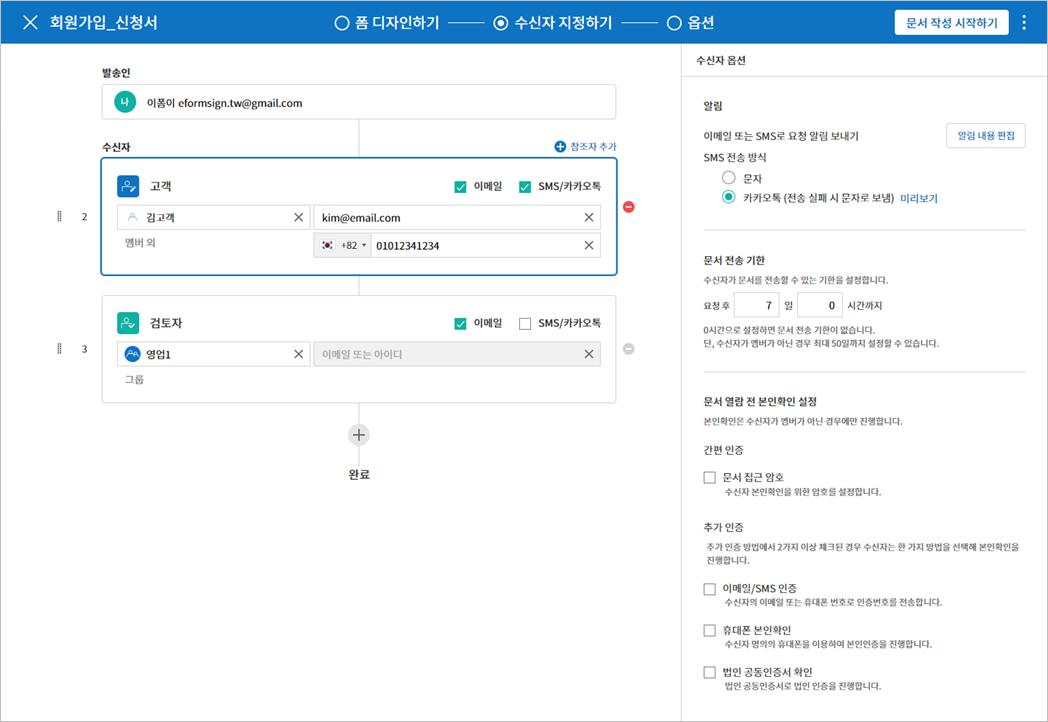 회원가입_신청서
폼 디자인하기
수신자 지정하기
옵션
문서 작성 시작하기
발송인
나
이폼이 eformsign.tw@gmail.com
수신자
참조자 추가
2
고객
이메일
SMS/카카오톡
김고객
kim@email.com
멤버 외
+82
01012341234
3
검토자
이메일
SMS/카카오톡
영업1
이메일 또는 아이디
그룹
완료
수신자 옵션
알림
이메일 또는 SMS로 요청 알림 보내기
알림 내용 편집
SMS 전송 방식
문자
카카오톡 (전송 실패 시 문자로 보냄) 미리보기
문서 전송 기한
수신자가 문서를 전송할 수 있는 기한을 설정합니다.
요청 후 7 일 0 시간까지
0시간으로 설정하면 문서 전송 기한이 없습니다.
단, 수신자가 멤버가 아닌 경우 최대 50일까지 설정할 수 있습니다.
문서 열람 전 본인확인 설정
본인확인은 수신자가 멤버가 아닌 경우에만 진행합니다.
간편 인증
문서 접근 암호
수신자 본인확인을 위한 암호를 설정합니다.
추가 인증
추가 인증 방법에서 2가지 이상 체크된 경우 수신자는 한 가지 방법을 선택해 본인확인을
진행합니다.
이메일/SMS 인증
수신자의 이메일 또는 휴대폰 번호로 인증번호를 전송합니다.
휴대폰 본인확인
수신자 명의의 휴대폰을 이용하여 본인인증을 진행합니다.
법인 공동인증서 확인
법인 공동인증서로 법인 인증을 진행합니다.